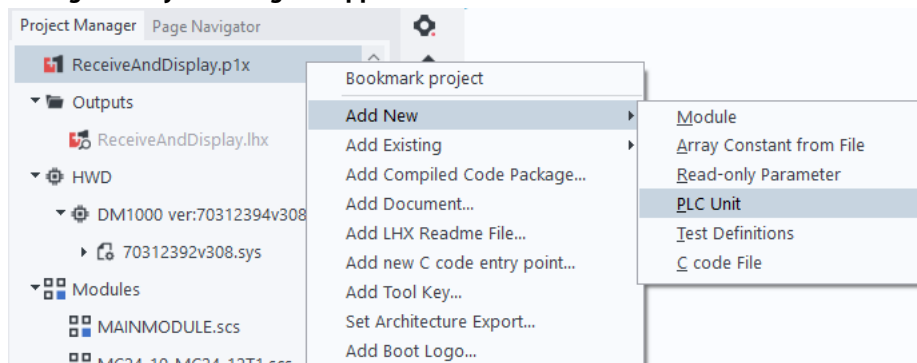 Project Manager Page Navigator
ReceiveAndDisplay.p1x
Outputs
ReceiveAndDisplay.lhx
HWD
DM1000 ver:70312394v308
70312392v308.sys
Modules
MAINMODULE.scs
Bookmark project
Add New
Add Existing
Add Compiled Code Package...
Add Document...
Add LHX Readme File...
Add new C code entry point...
Add Tool Key...
Set Architecture Export...
Add Boot Logo...
Module
Array Constant from File
Read-only Parameter
PLC Unit
Test Definitions
C code File